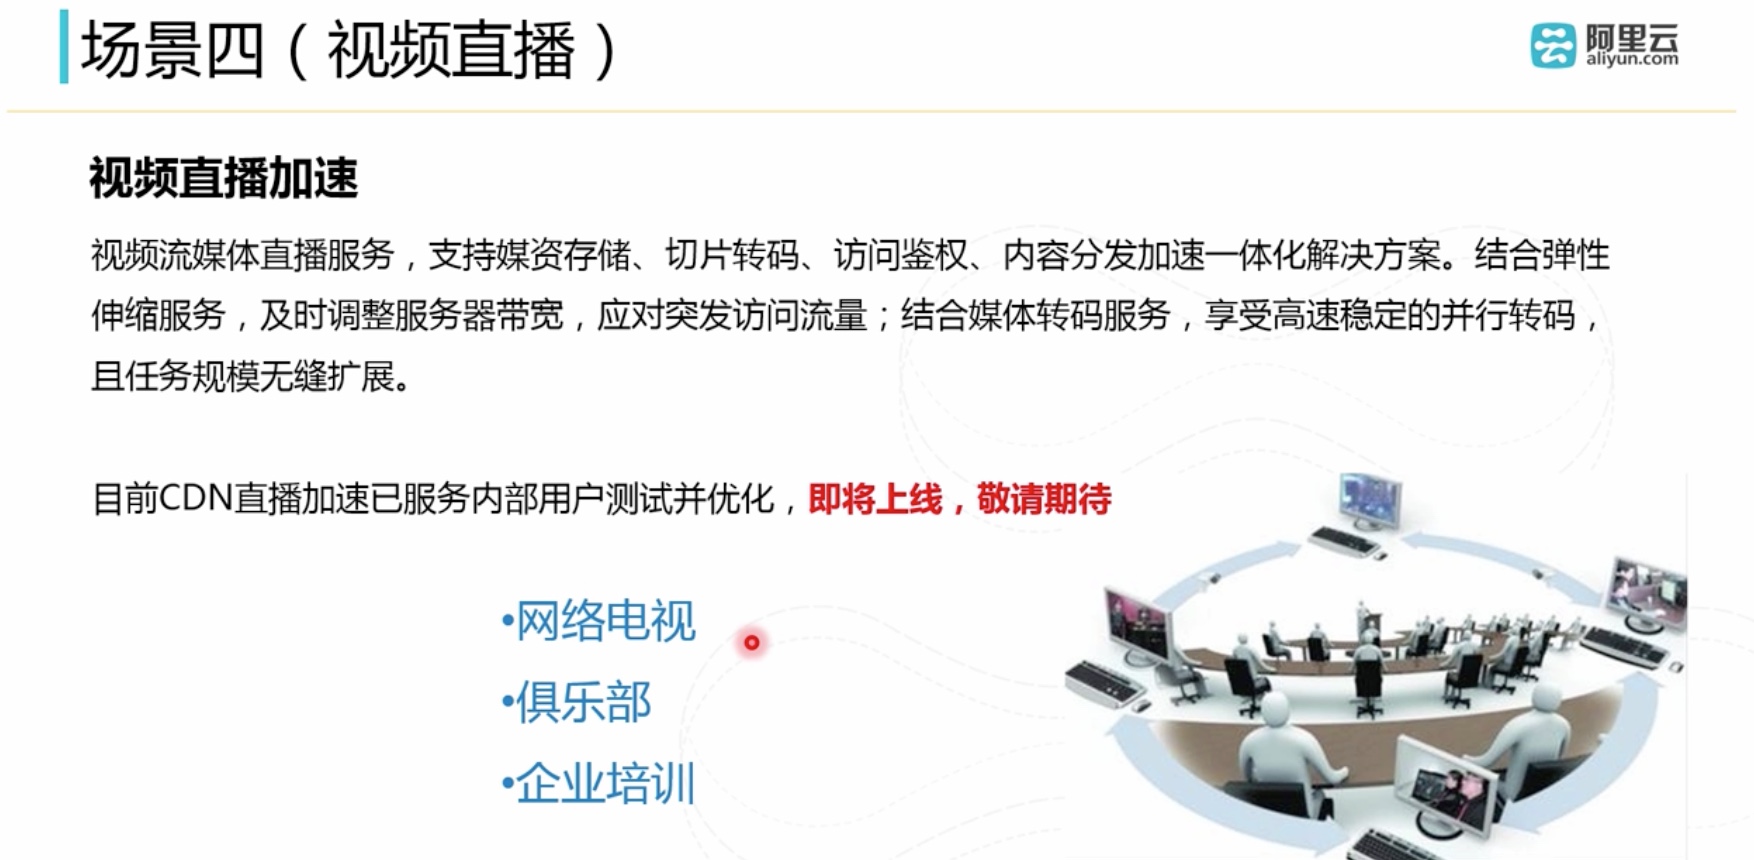 场景四（视频直播）
阿里云
aliyun.com
视频直播加速
视频流媒体直播服务，支持媒资存储、切片转码、访问鉴权、内容分发加速一体化解决方案。结合弹性
伸缩服务，及时调整服务器带宽，应对突发访问流量；结合媒体转码服务，享受高速稳定的并行转码，
且任务规模无缝扩展。
目前CDN直播加速已服务内部用户测试并优化，即将上线，敬请期待
•网络电视
•俱乐部
•企业培训